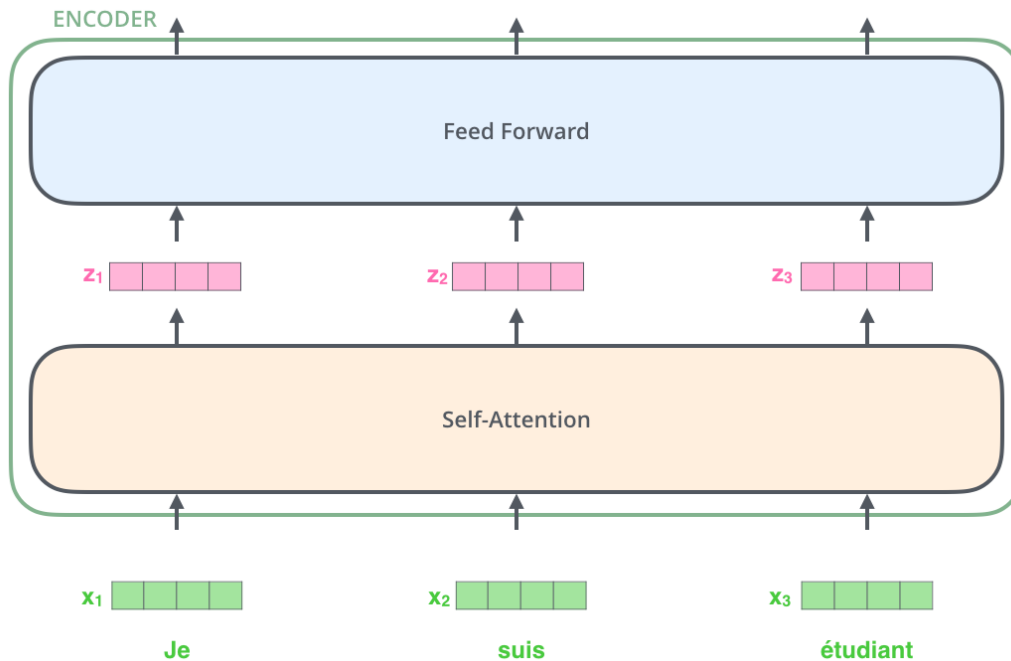 ENCODER
Feed Forward
z₁ z₂ z₃
Self-Attention
x₁ x₂ x₃
Je suis étudiant